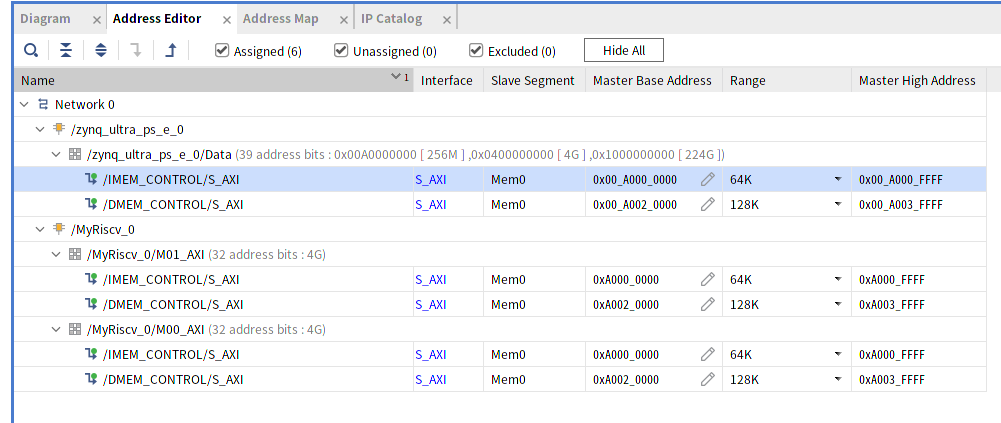 Diagram × Address Editor × Address Map × IP Catalog ×
Assigned (6) Unassigned (0) Excluded (0) Hide All
Name 1 Interface Slave Segment Master Base Address Range Master High Address
Network 0
/zynq_ultra_ps_e_0
/zynq_ultra_ps_e_0/Data (39 address bits : 0x00A0000000 [ 256M ] ,0x0400000000 [ 4G ] ,0x1000000000 [ 224G ])
/IMEM_CONTROL/S_AXI S_AXI Mem0 0x00_A000_0000 64K 0x00_A000_FFFF
/DMEM_CONTROL/S_AXI S_AXI Mem0 0x00_A002_0000 128K 0x00_A003_FFFF
/MyRiscv_0
/MyRiscv_0/M01_AXI (32 address bits : 4G)
/IMEM_CONTROL/S_AXI S_AXI Mem0 0xA000_0000 64K 0xA000_FFFF
/DMEM_CONTROL/S_AXI S_AXI Mem0 0xA002_0000 128K 0xA003_FFFF
/MyRiscv_0/M00_AXI (32 address bits : 4G)
/IMEM_CONTROL/S_AXI S_AXI Mem0 0xA000_0000 64K 0xA000_FFFF
/DMEM_CONTROL/S_AXI S_AXI Mem0 0xA002_0000 128K 0xA003_FFFF